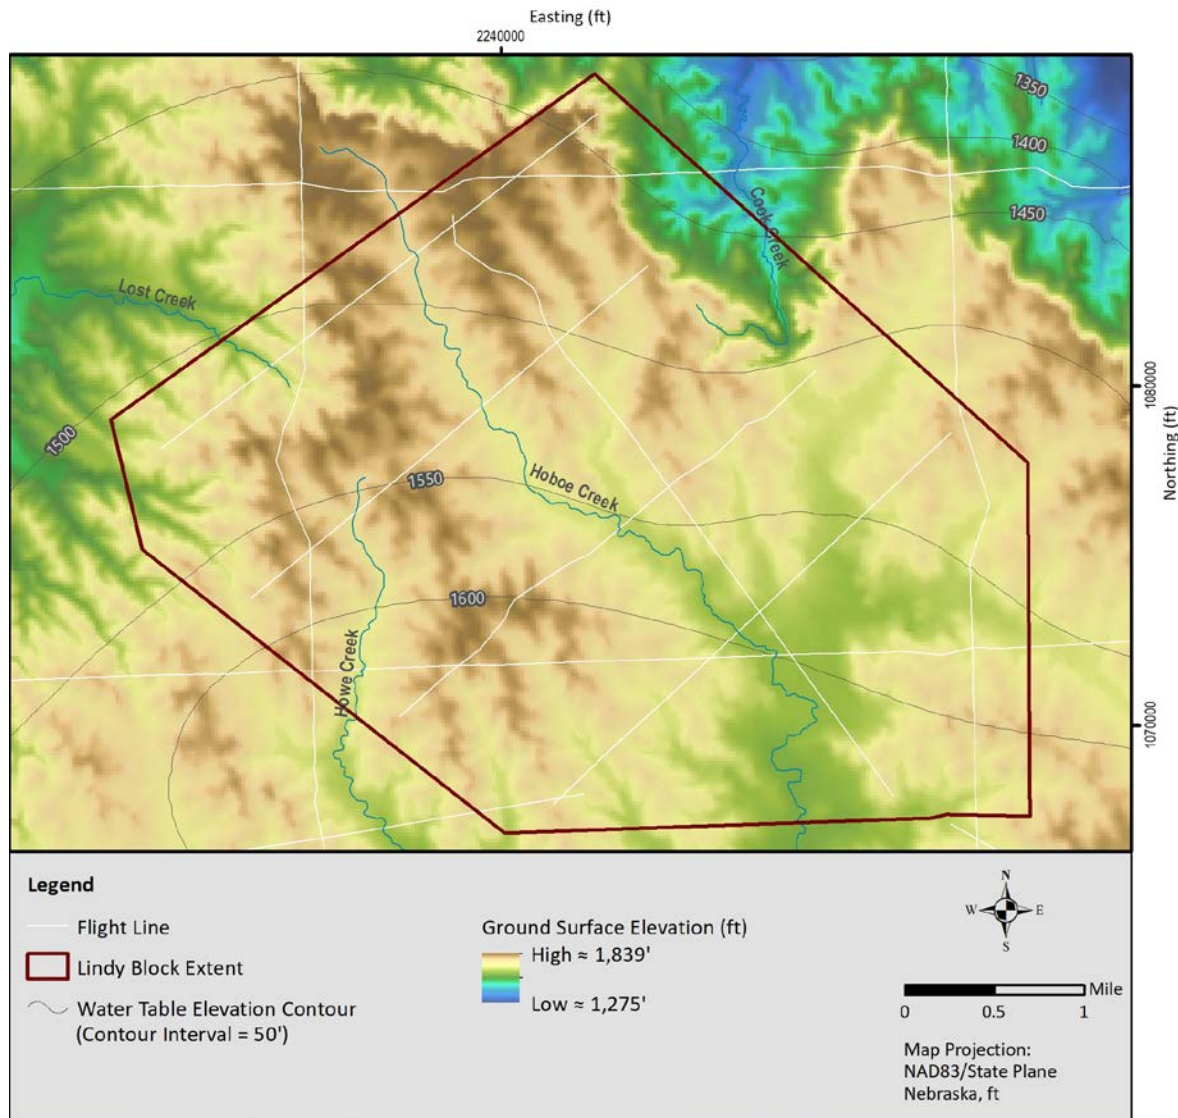 Easting (ft)
2240000
1350
1400
1450
Cook Creek
Lost Creek
1080000
Northing (ft)
1500
1550
Hoboe Creek
1600
Howe Creek
1070000
Legend
Flight Line
Lindy Block Extent
Water Table Elevation Contour
(Contour Interval = 50')
Ground Surface Elevation (ft)
High ≈ 1,839'
Low ≈ 1,275'
N
W E
S
Mile
0 0.5 1
Map Projection:
NAD83/State Plane
Nebraska, ft